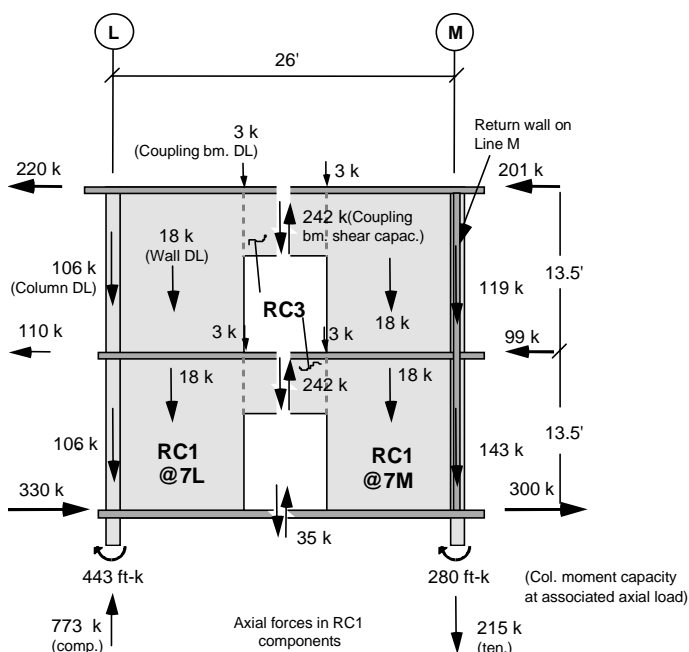 L
M
26'
3 k
(Coupling bm. DL)
3 k
Return wall on
Line M
220 k
201 k
242 k(Coupling
bm. shear capac.)
18 k
(Wall DL)
106 k
(Column DL)
RC3
18 k
119 k
13.5'
110 k
3 k
3 k
99 k
18 k
242 k
18 k
106 k
RC1
@7L
RC1
@7M
143 k
13.5'
330 k
300 k
35 k
443 ft-k
280 ft-k
(Col. moment capacity
at associated axial load)
773 k
(comp.)
Axial forces in RC1
components
215 k
(ten.)